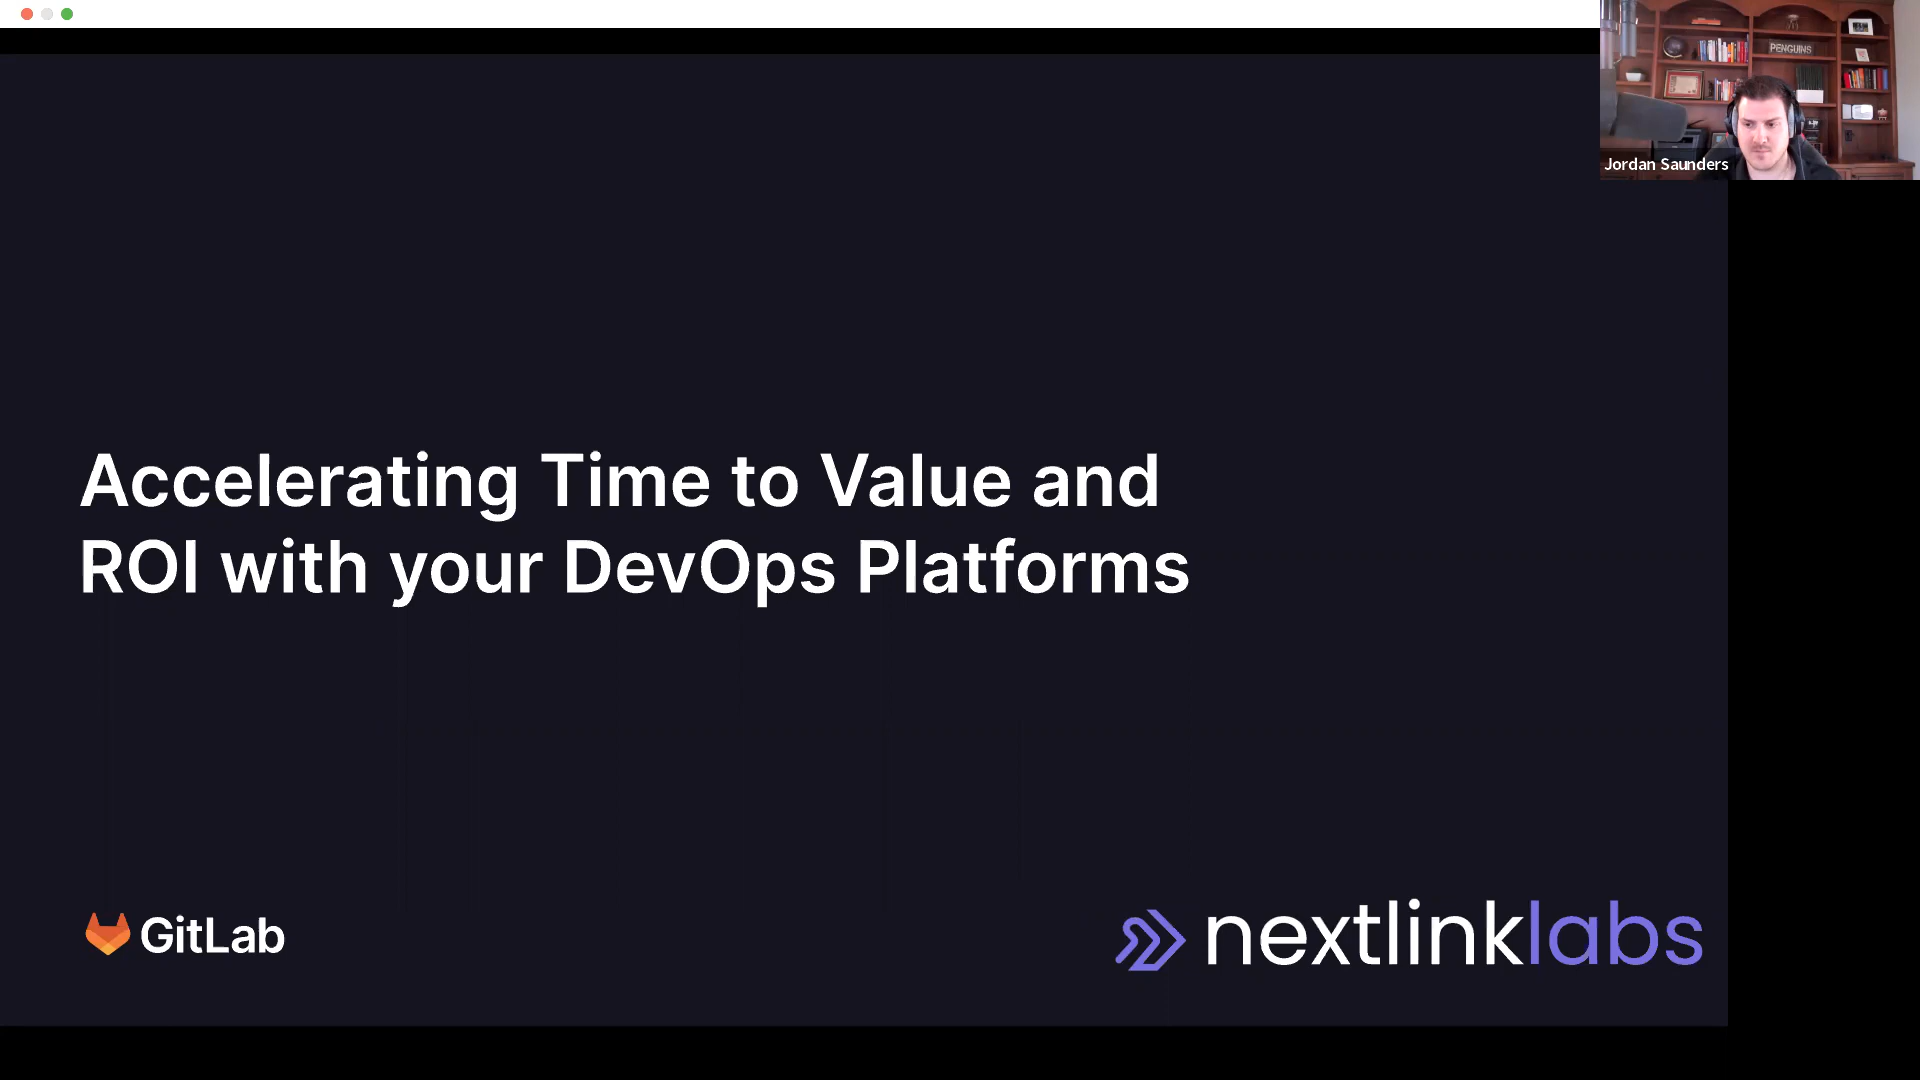 PENGUINS
Jordan Saunders
Accelerating Time to Value and
ROI with your DevOps Platforms
GitLab
nextlinklabs